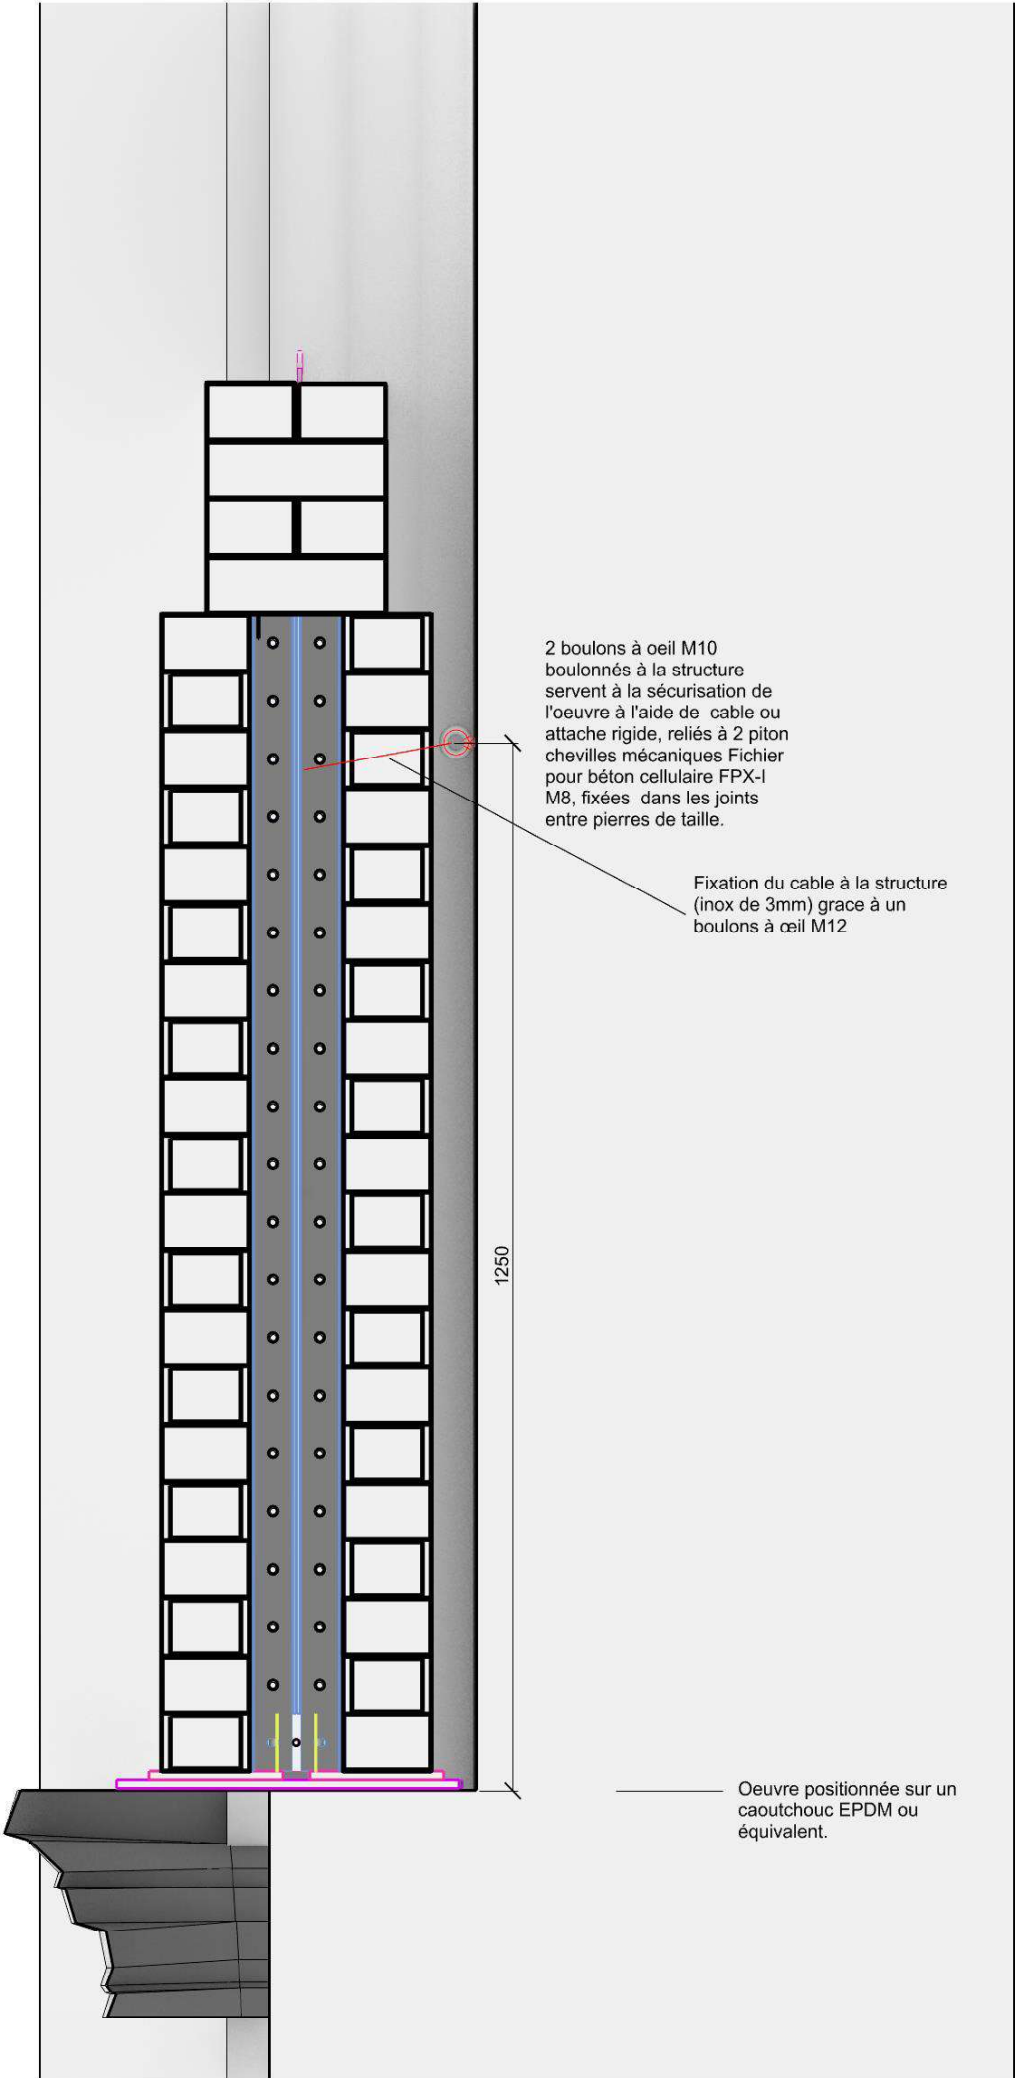 2 boulons à oeil M10
boulonnés à la structure
servent à la sécurisation de
l'oeuvre à l'aide de cable ou
attache rigide, reliés à 2 piton
chevilles mécaniques Fichier
pour béton cellulaire FPX-I
M8, fixées dans les joints
entre pierres de taille.
Fixation du cable à la structure
(inox de 3mm) grace à un
boulons à œil M12
1250
Oeuvre positionnée sur un
caoutchouc EPDM ou
équivalent.